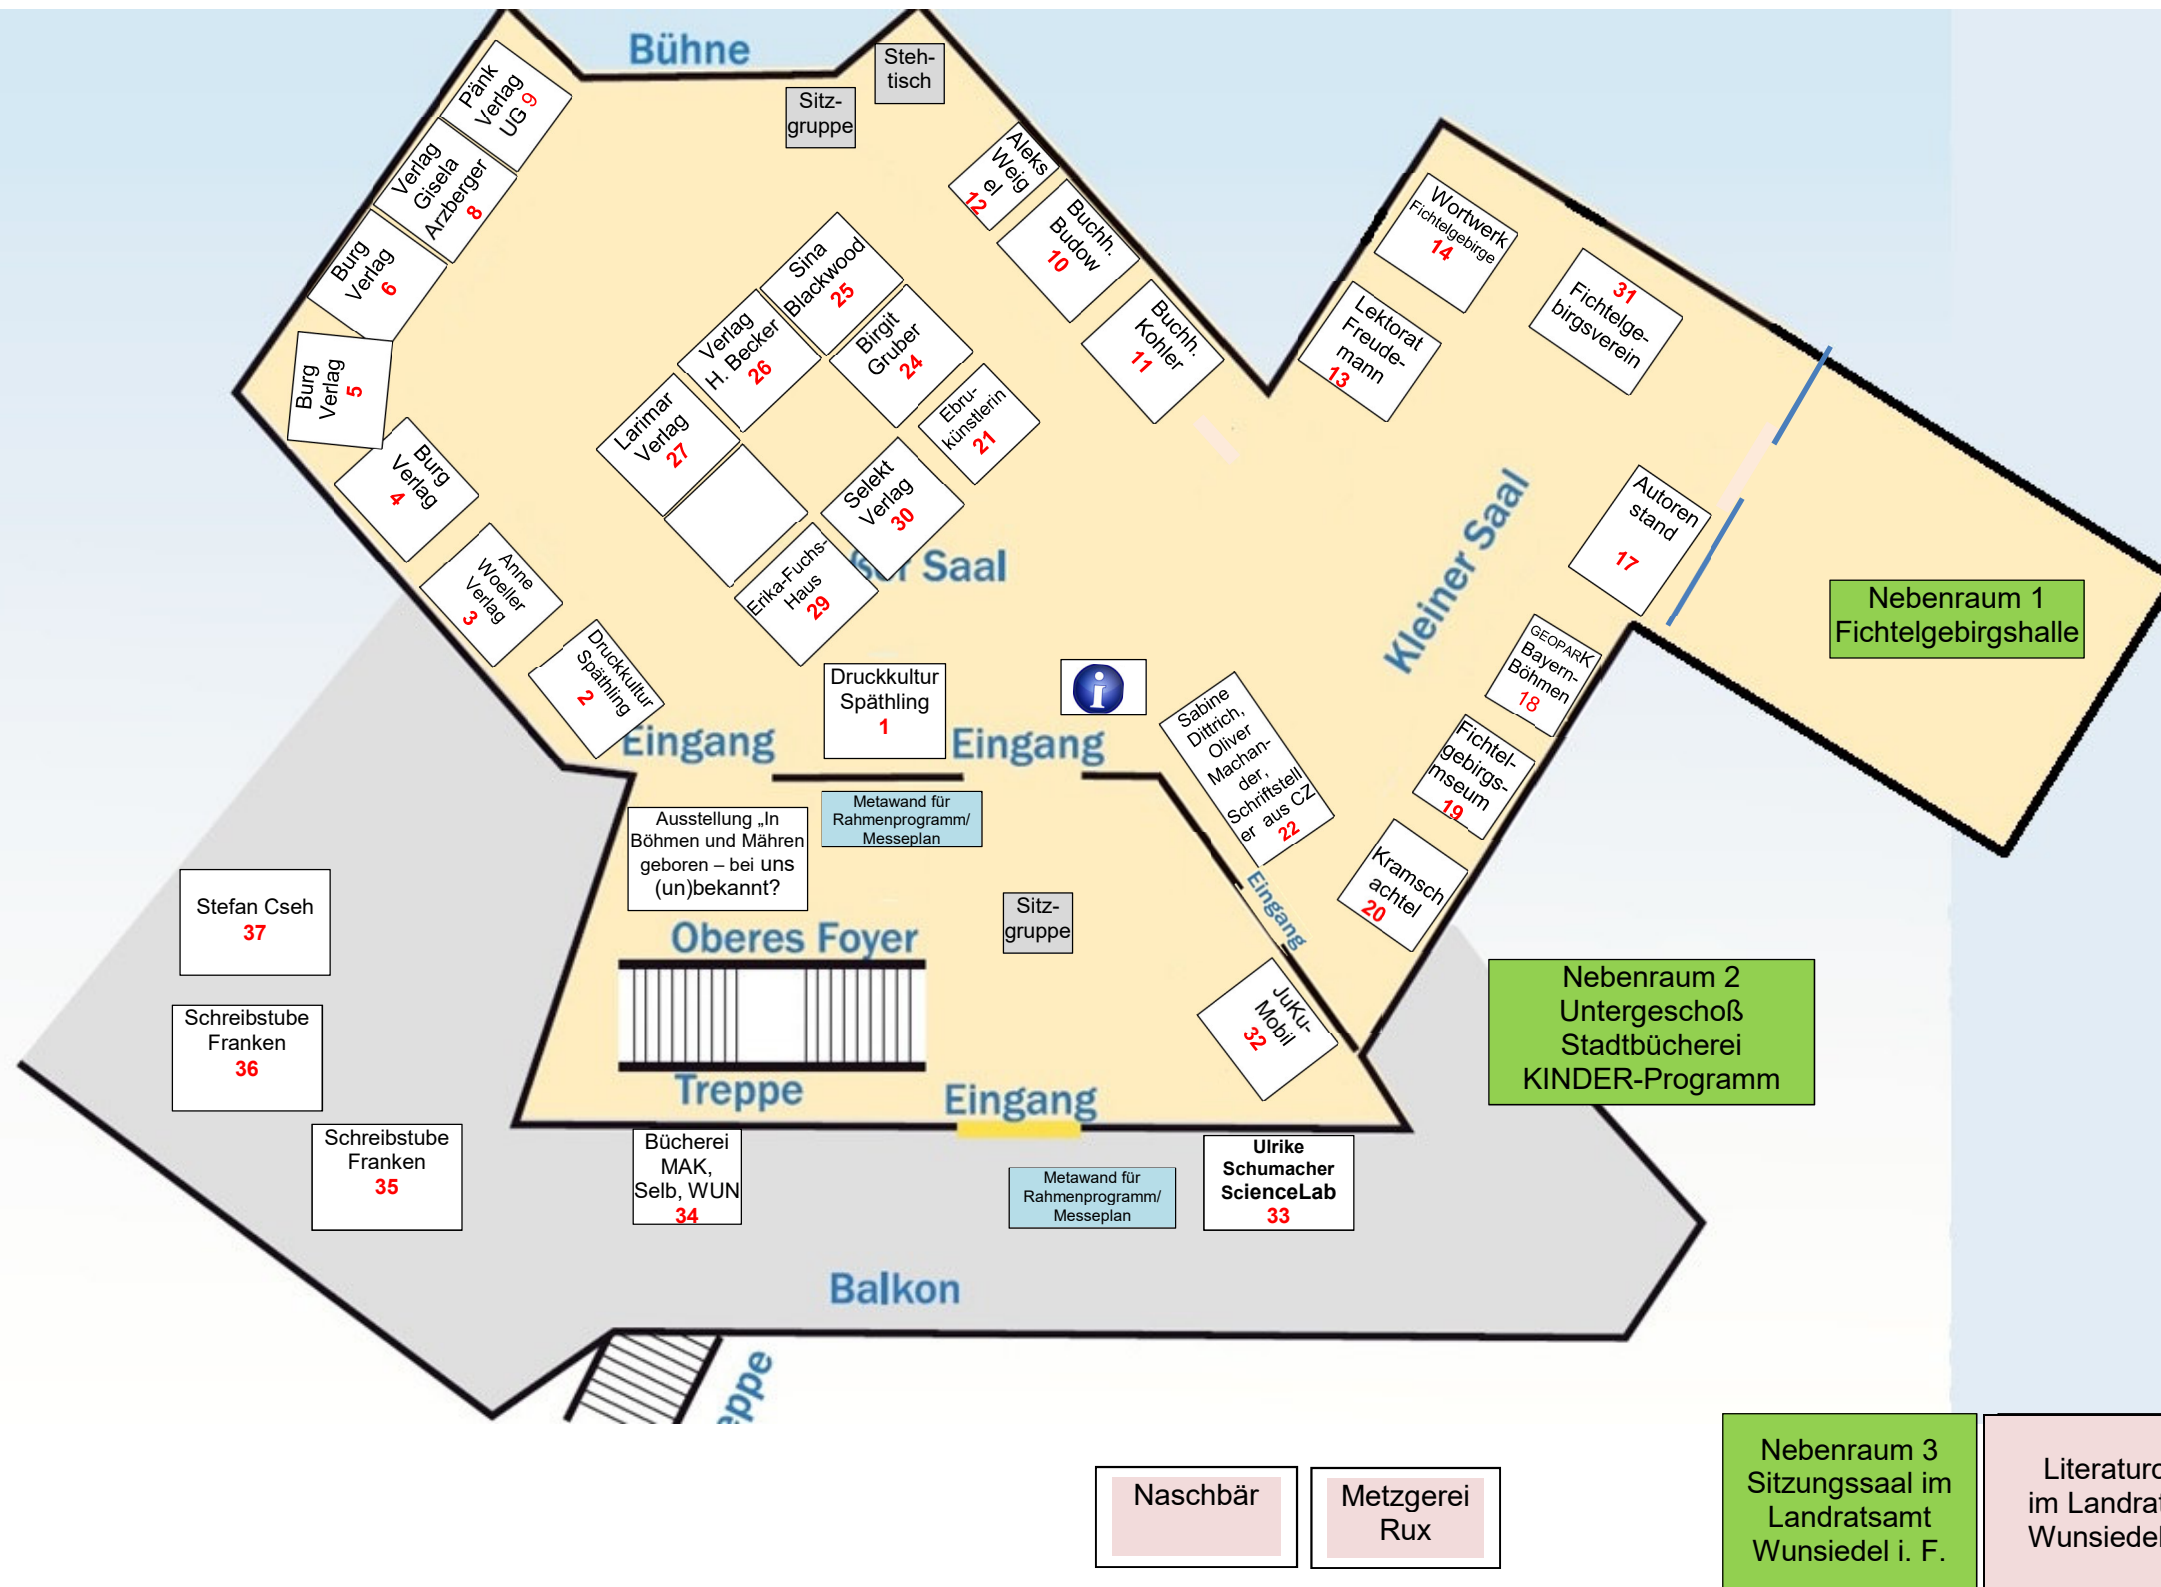 Bühne
Steh-
tisch
Sitz-
gruppe
Pänk
Verlag
UG 9
Verlag
Gisela
Arzberger
8
Burg
Verlag
6
Burg
Verlag
5
Burg
Verlag
4
Anne
Woeller
Verlag
3
Druckkultur
Späthling
2
Aleks
Weig
el
12
Buchh.
Budow
10
Buchh.
Kohler
11
Sina
Blackwood
25
Verlag
H. Becker
26
Birgit
Gruber
24
Larimar
Verlag
27
Ebru-
künstlerin
21
Selekt
Verlag
30
Erika-Fuchs-
Haus
29
ßer Saal
Wortwerk
Fichtelgebirge
14
31
Fichtelge-
birgsverein
Lektorat
Freude-
mann
13
Kleiner Saal
Autoren
stand
17
Nebenraum 1
Fichtelgebirgshalle
GEOPARK
Bayern-
Böhmen
18
Fichtel-
gebirgs-
mseum
19
Kramsch
achtel
20
Druckkultur
Späthling
1
i
Eingang
Eingang
Sabine
Dittrich,
Oliver
Machan-
der,
Schriftstell
er aus CZ
22
Eingang
Metawand für
Rahmenprogramm/
Messeplan
Ausstellung „In
Böhmen und Mähren
geboren – bei uns
(un)bekannt?
Oberes Foyer
Sitz-
gruppe
Treppe
Eingang
JuKu-
Mobil
32
Nebenraum 2
Untergeschoß
Stadtbücherei
KINDER-Programm
Stefan Cseh
37
Schreibstube
Franken
36
Schreibstube
Franken
35
Bücherei
MAK,
Selb, WUN
34
Metawand für
Rahmenprogramm/
Messeplan
Ulrike
Schumacher
ScienceLab
33
Balkon
eppe
Naschbär
Metzgerei
Rux
Nebenraum 3
Sitzungssaal im
Landratsamt
Wunsiedel i. F.
im
Wunsiedel